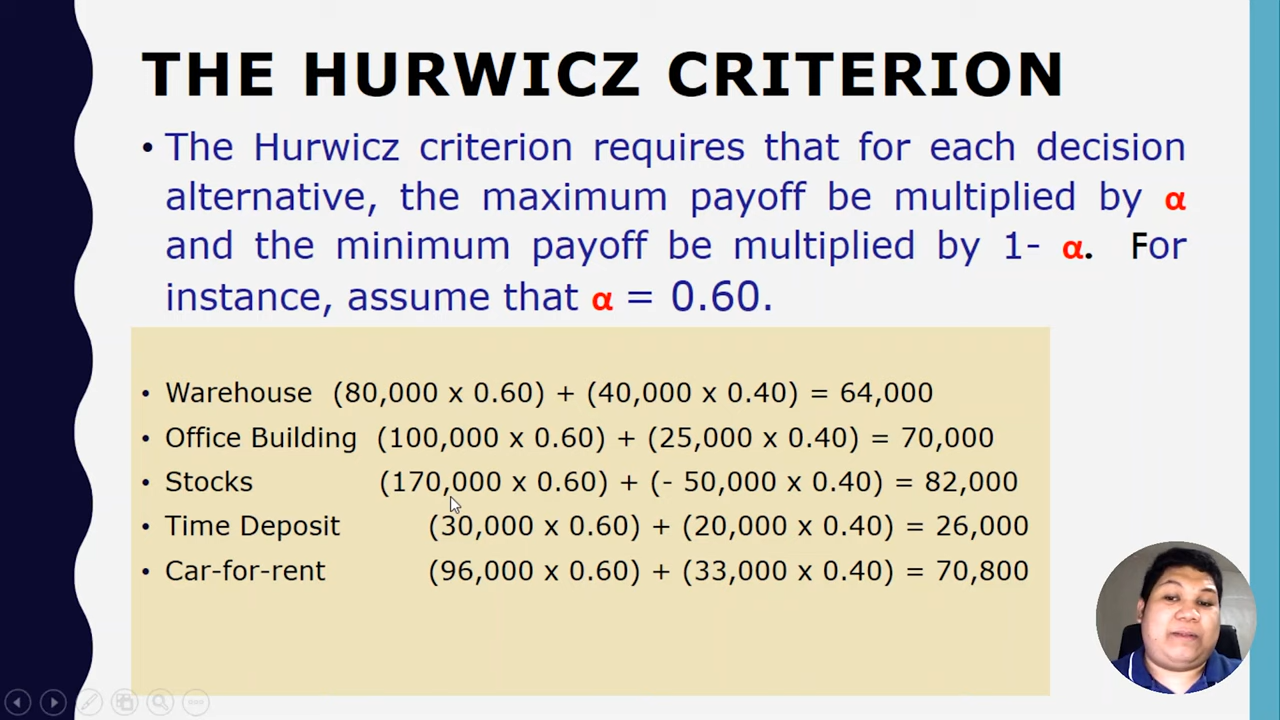 THE HURWICZ CRITERION
• The Hurwicz criterion requires that for each decision
alternative, the maximum payoff be multiplied by α
and the minimum payoff be multiplied by 1- α. For
instance, assume that α = 0.60.
• Warehouse (80,000 x 0.60) + (40,000 x 0.40) = 64,000
• Office Building (100,000 x 0.60) + (25,000 x 0.40) = 70,000
• Stocks (170,000 x 0.60) + (- 50,000 x 0.40) = 82,000
• Time Deposit (30,000 x 0.60) + (20,000 x 0.40) = 26,000
• Car-for-rent (96,000 x 0.60) + (33,000 x 0.40) = 70,800